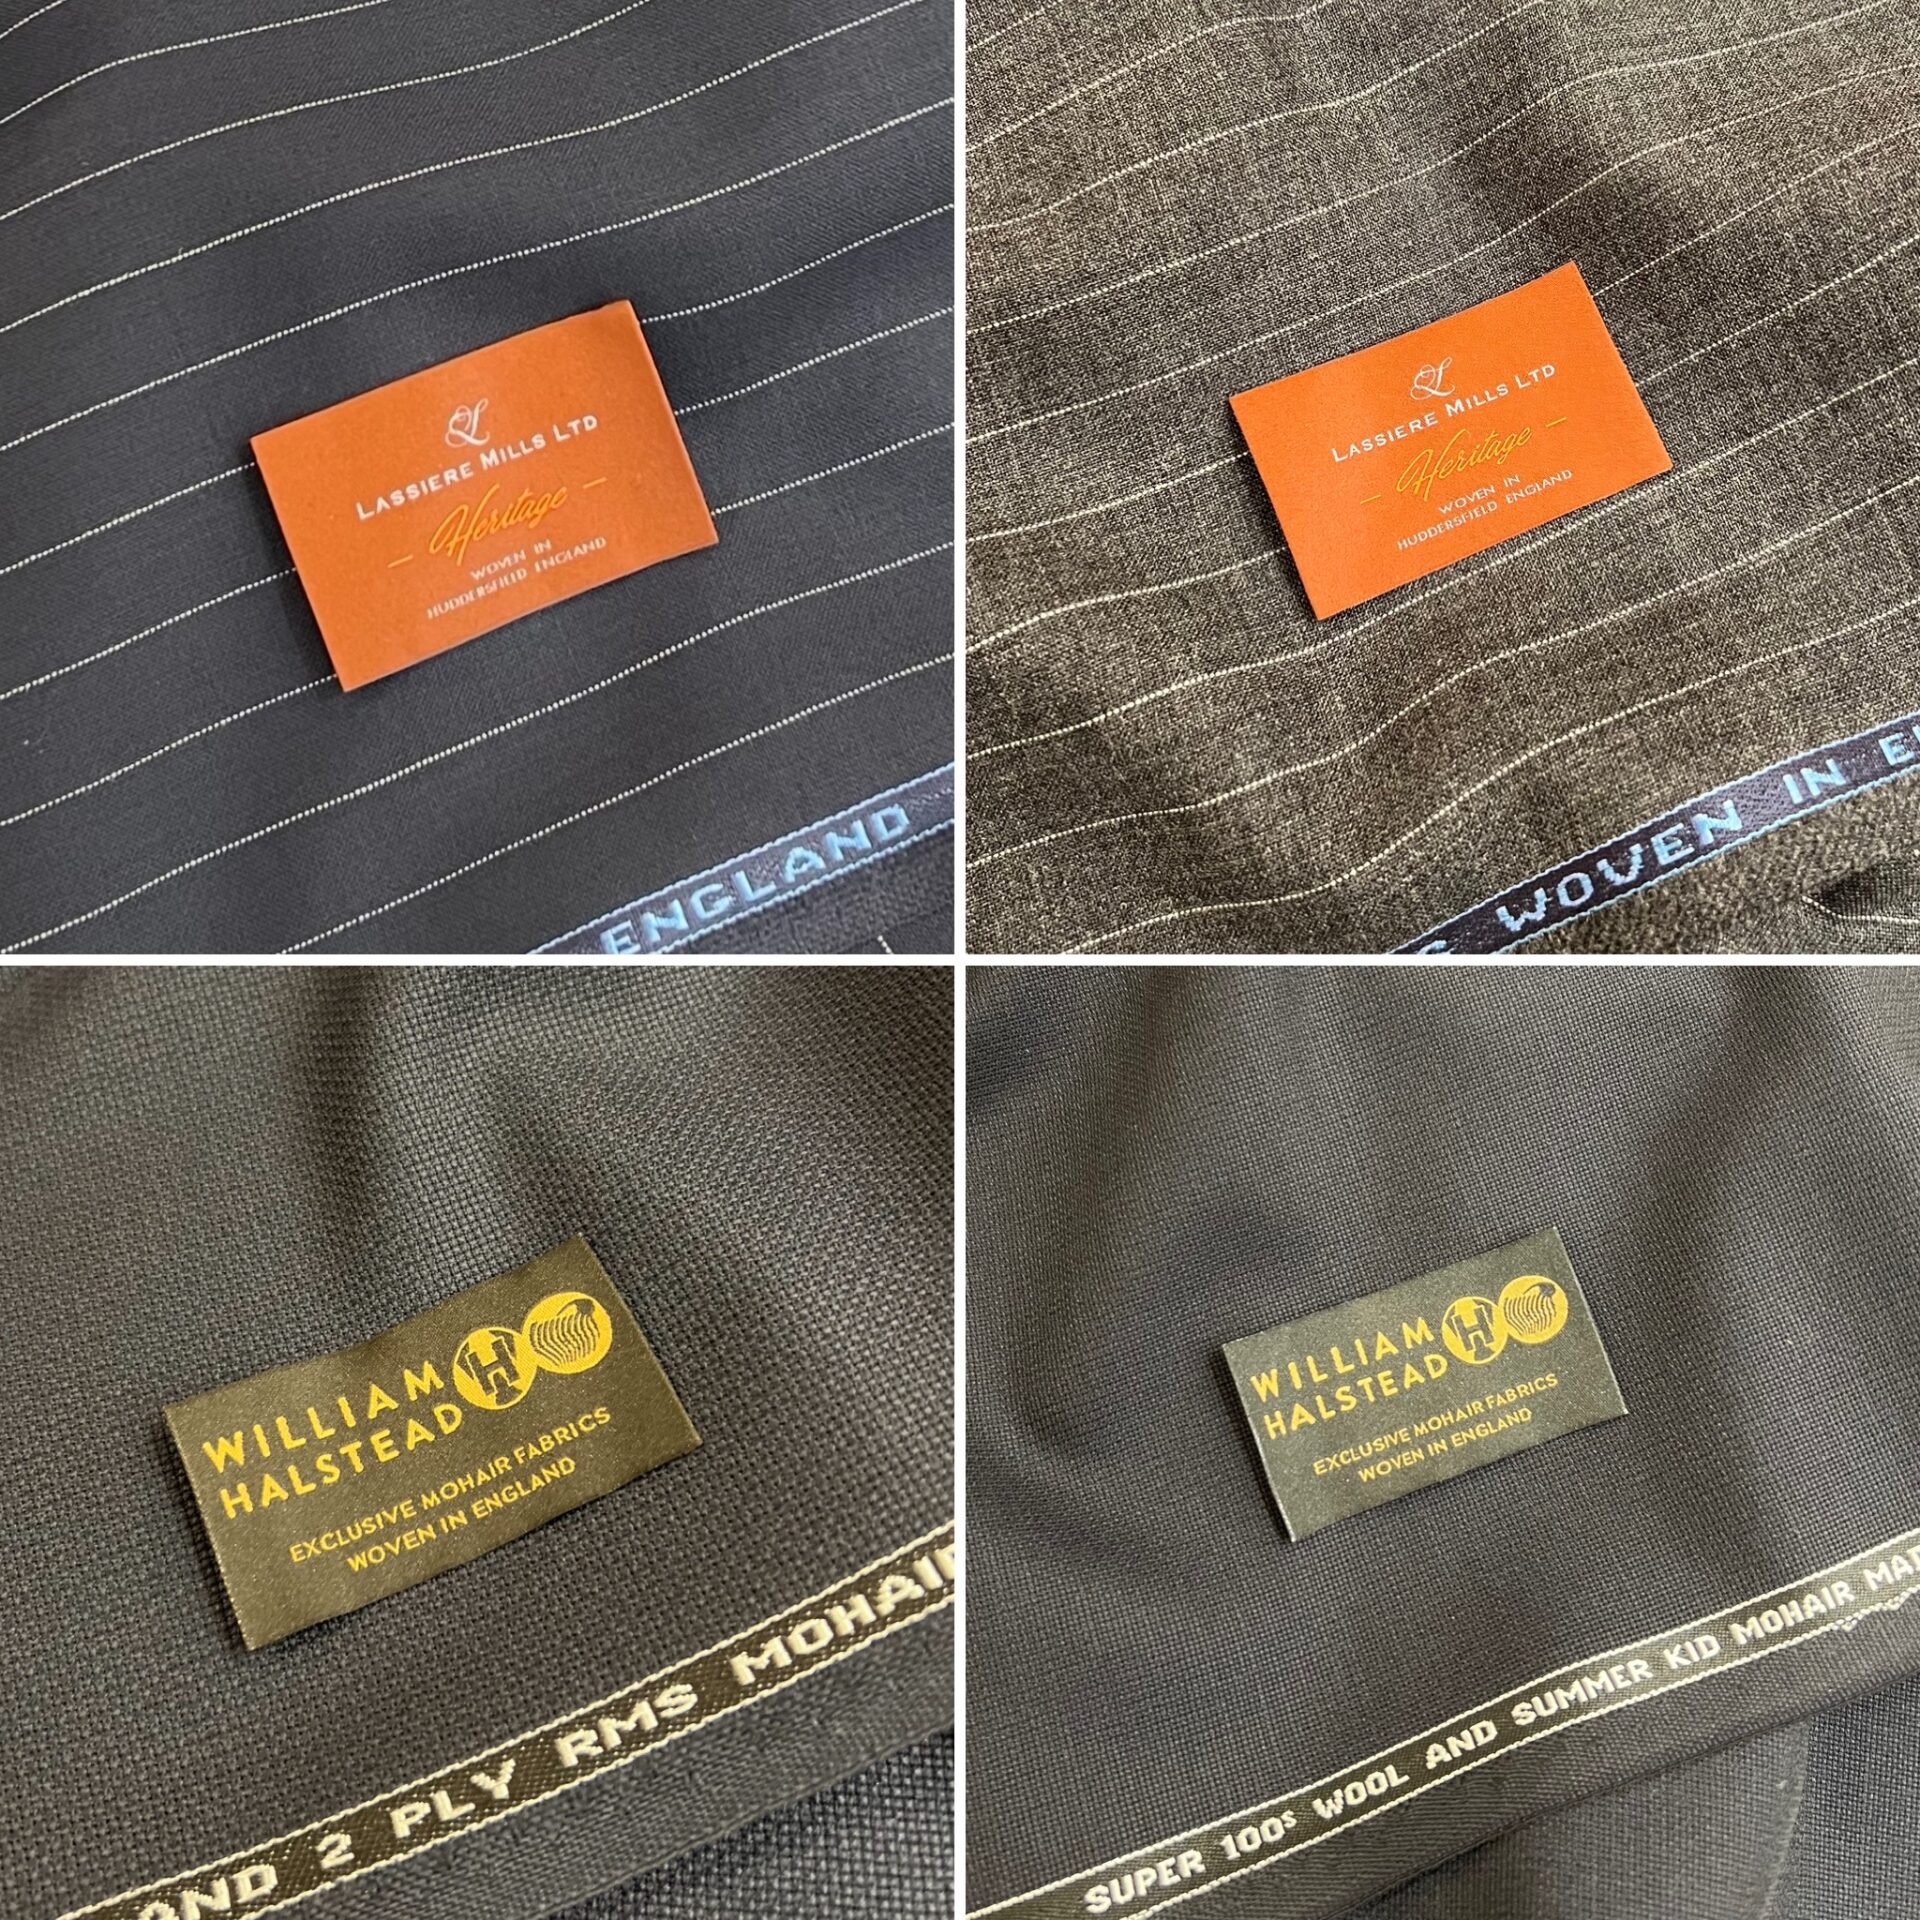 L
LASSIERE MILLS LTD
Heritage
WOVEN IN
HUDDERSFIELD ENGLAND
ENGLAND
L
LASSIERE MILLS LTD
Heritage
WOVEN IN
HUDDERSFIELD ENGLAND
WOVEN IN
WILLIAM
HALSTEAD
H
EXCLUSIVE MOHAIR FABRICS
WOVEN IN ENGLAND
2 PLY RMS MOHAIR
WILLIAM
HALSTEAD
H
EXCLUSIVE MOHAIR FABRICS
WOVEN IN ENGLAND
SUPER 100s WOOL AND SUMMER KID MOHAIR